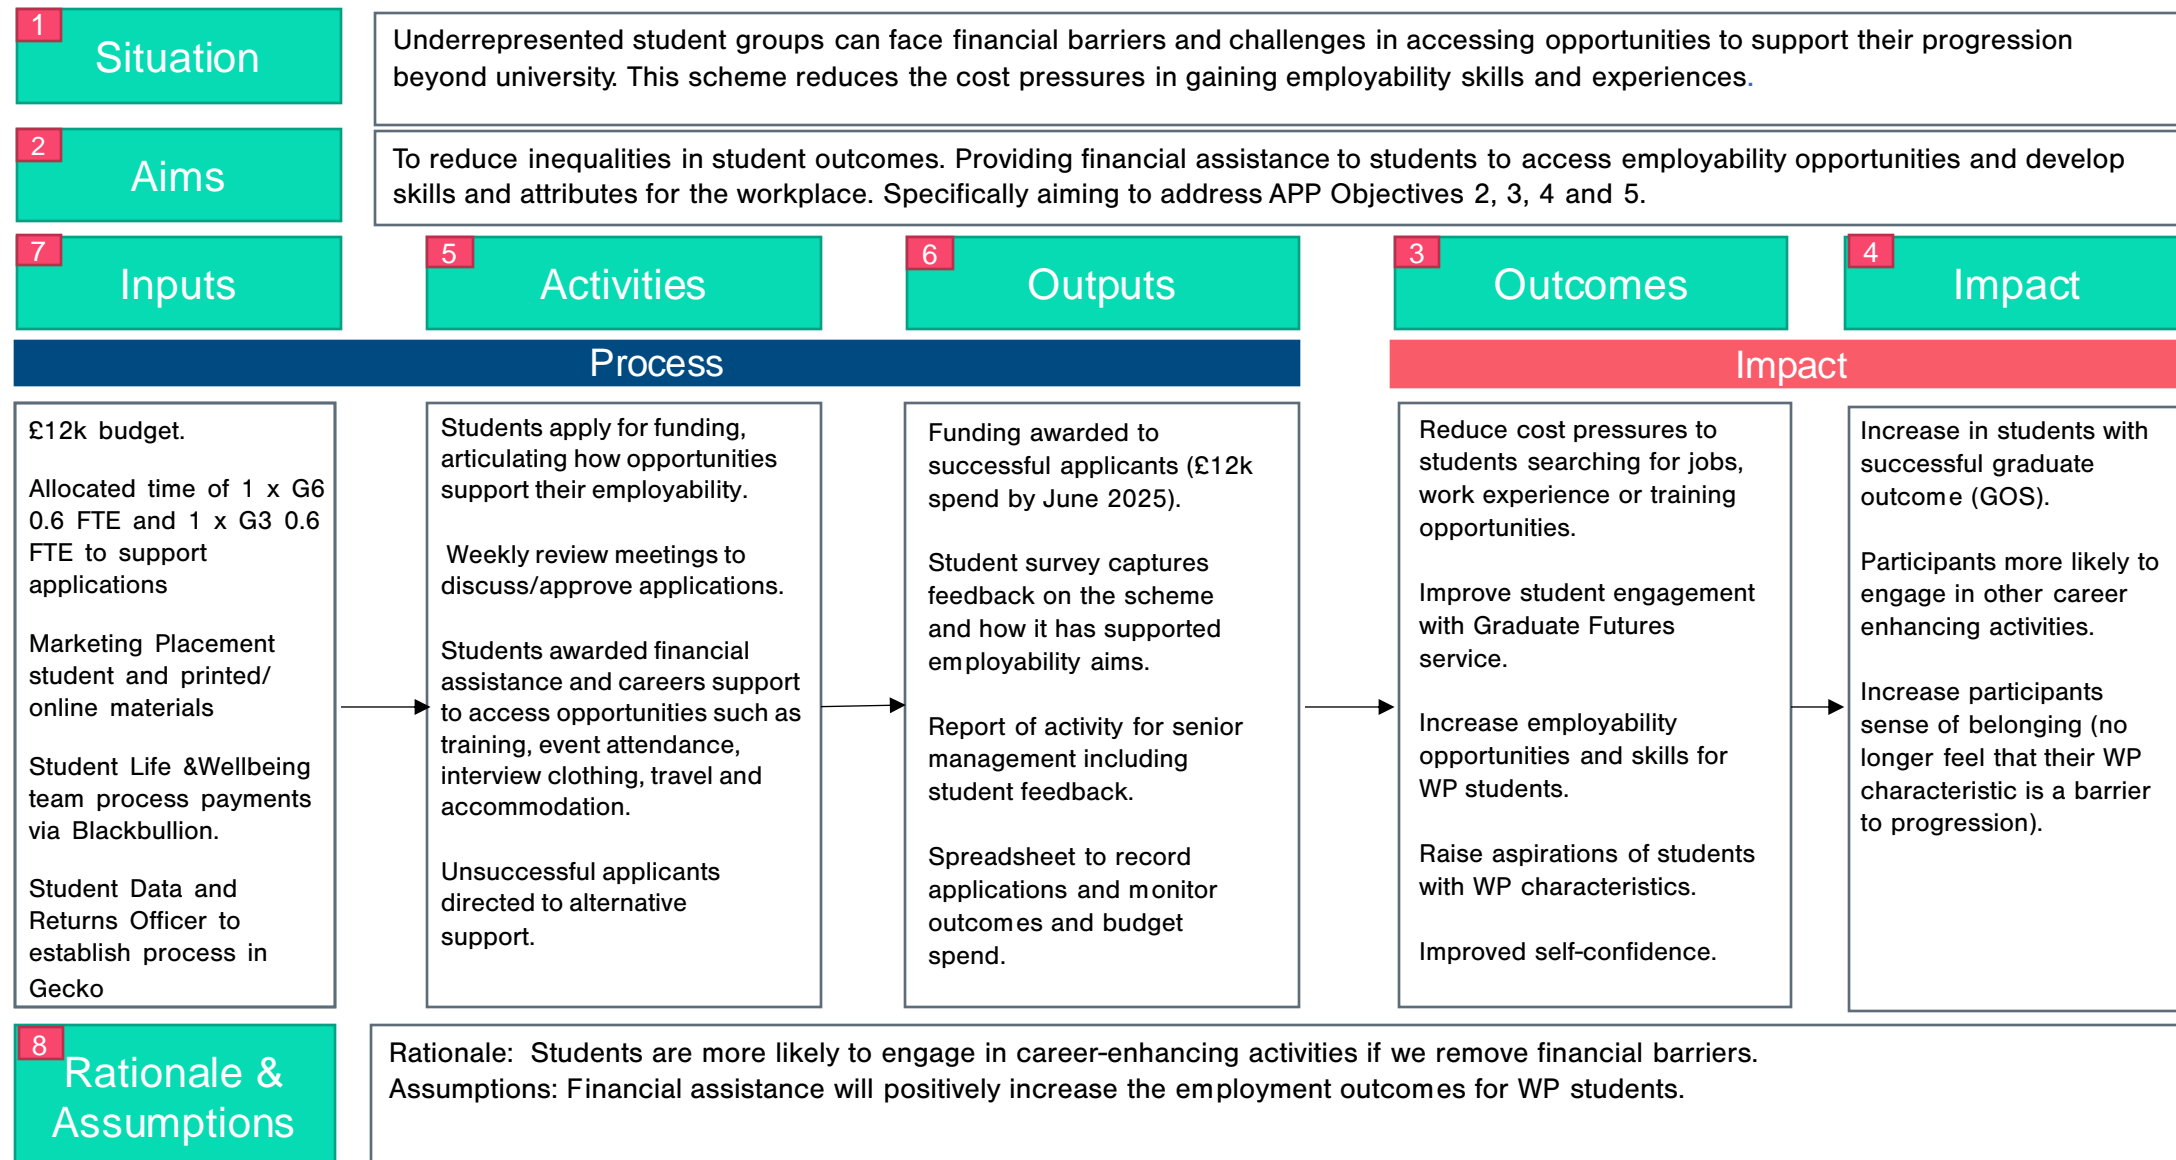 1
Situation
Underrepresented student groups can face financial barriers and challenges in accessing opportunities to support their progression
beyond university. This scheme reduces the cost pressures in gaining employability skills and experiences.
2
Aims
To reduce inequalities in student outcomes. Providing financial assistance to students to access employability opportunities and develop
skills and attributes for the workplace. Specifically aiming to address APP Objectives 2, 3, 4 and 5.
7
Inputs
5
Activities
6
Outputs
3
Outcomes
4
Impact
Process
Impact
£12k budget.
Allocated time of 1 x G6
0.6 FTE and 1 x G3 0.6
FTE to support
applications
Marketing Placement
student and printed/
online materials
Student Life &Wellbeing
team process payments
via Blackbullion.
Student Data and
Returns Officer to
establish process in
Gecko
Students apply for funding,
articulating how opportunities
support their employability.
Weekly review meetings to
discuss/approve applications.
Students awarded financial
assistance and careers support
to access opportunities such as
training, event attendance,
interview clothing, travel and
accommodation.
Unsuccessful applicants
directed to alternative
support.
Funding awarded to
successful applicants (£12k
spend by June 2025).
Student survey captures
feedback on the scheme
and how it has supported
employability aims.
Report of activity for senior
management including
student feedback.
Spreadsheet to record
applications and monitor
outcomes and budget
spend.
Reduce cost pressures to
students searching for jobs,
work experience or training
opportunities.
Improve student engagement
with Graduate Futures
service.
Increase employability
opportunities and skills for
WP students.
Raise aspirations of students
with WP characteristics.
Improved self-confidence.
Increase in students with
successful graduate
outcome (GOS).
Participants more likely to
engage in other career
enhancing activities.
Increase participants
sense of belonging (no
longer feel that their WP
characteristic is a barrier
to progression).
8
Rationale &
Assumptions
Rationale: Students are more likely to engage in career-enhancing activities if we remove financial barriers.
Assumptions: Financial assistance will positively increase the employment outcomes for WP students.